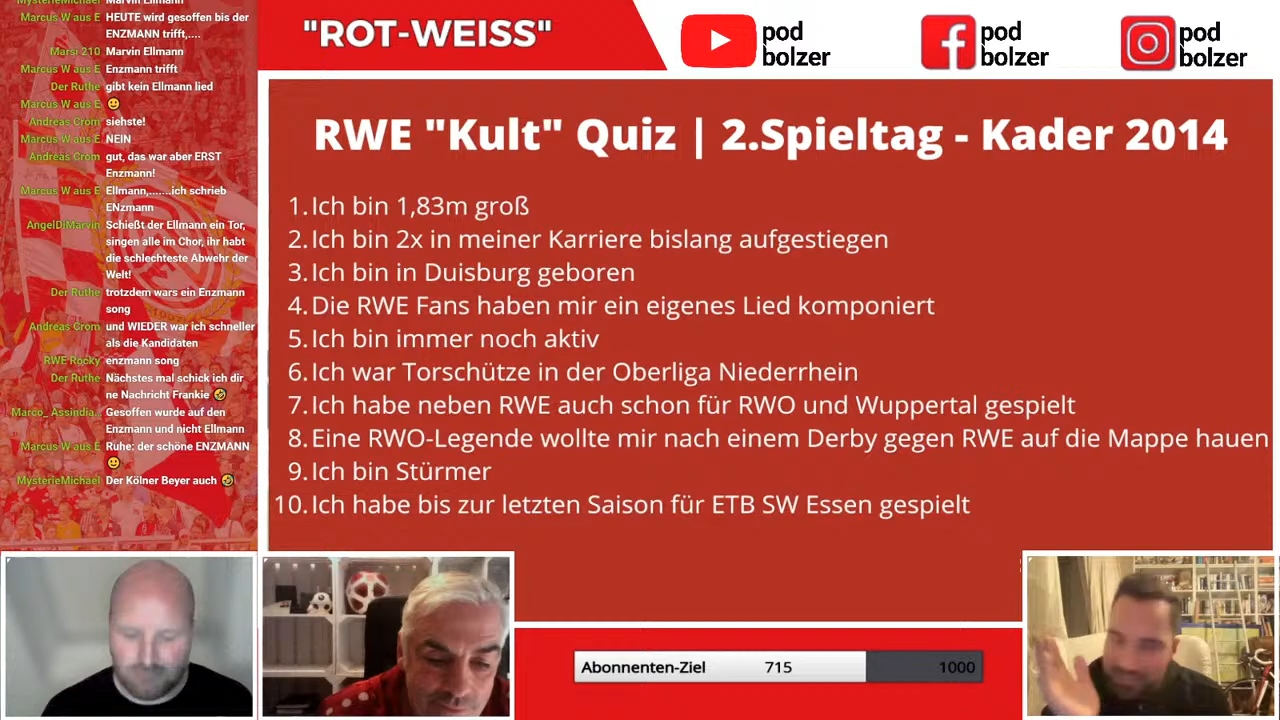 MysterieMichael Marvin Ellmann
Marcus W aus E HEUTE wird gesoffen bis der
ENZMANN trifft,....
Marsi 210 Marvin Ellmann
Marcus W aus E Enzmann trifft
Der Ruthe gibt kein Ellmann lied
Marcus W aus E 🙂
Andreas Crom siehste!
Marcus W aus E NEIN
Andreas Crom gut, das war aber ERST
Enzmann!
Marcus W aus E Ellmann,.......ich schrieb
ENzmann
AngelDiMarvin Schießt der Ellmann ein Tor,
singen alle im Chor, ihr habt
die schlechteste Abwehr der
Welt!
Der Ruthe trotzdem wars ein Enzmann
song
Andreas Crom und WIEDER war ich schneller
als die Kandidaten
RWE Rocky enzmann song
Der Ruthe Nächstes mal schick ich dir
ne Nachricht Frankie 🤣
Marco_ Assindia... Gesoffen wurde auf den
Enzmann und nicht Ellmann
Marcus W aus E Ruhe: der schöne ENZMANN
🙂
MysterieMichael Der Kölner Beyer auch 🤣
"ROT-WEISS"
pod
bolzer
pod
bolzer
pod
bolzer
RWE "Kult" Quiz | 2.Spieltag - Kader 2014
1. Ich bin 1,83m groß
2. Ich bin 2x in meiner Karriere bislang aufgestiegen
3. Ich bin in Duisburg geboren
4. Die RWE Fans haben mir ein eigenes Lied komponiert
5. Ich bin immer noch aktiv
6. Ich war Torschütze in der Oberliga Niederrhein
7. Ich habe neben RWE auch schon für RWO und Wuppertal gespielt
8. Eine RWO-Legende wollte mir nach einem Derby gegen RWE auf die Mappe hauen
9. Ich bin Stürmer
10. Ich habe bis zur letzten Saison für ETB SW Essen gespielt
Abonnenten-Ziel 715 1000